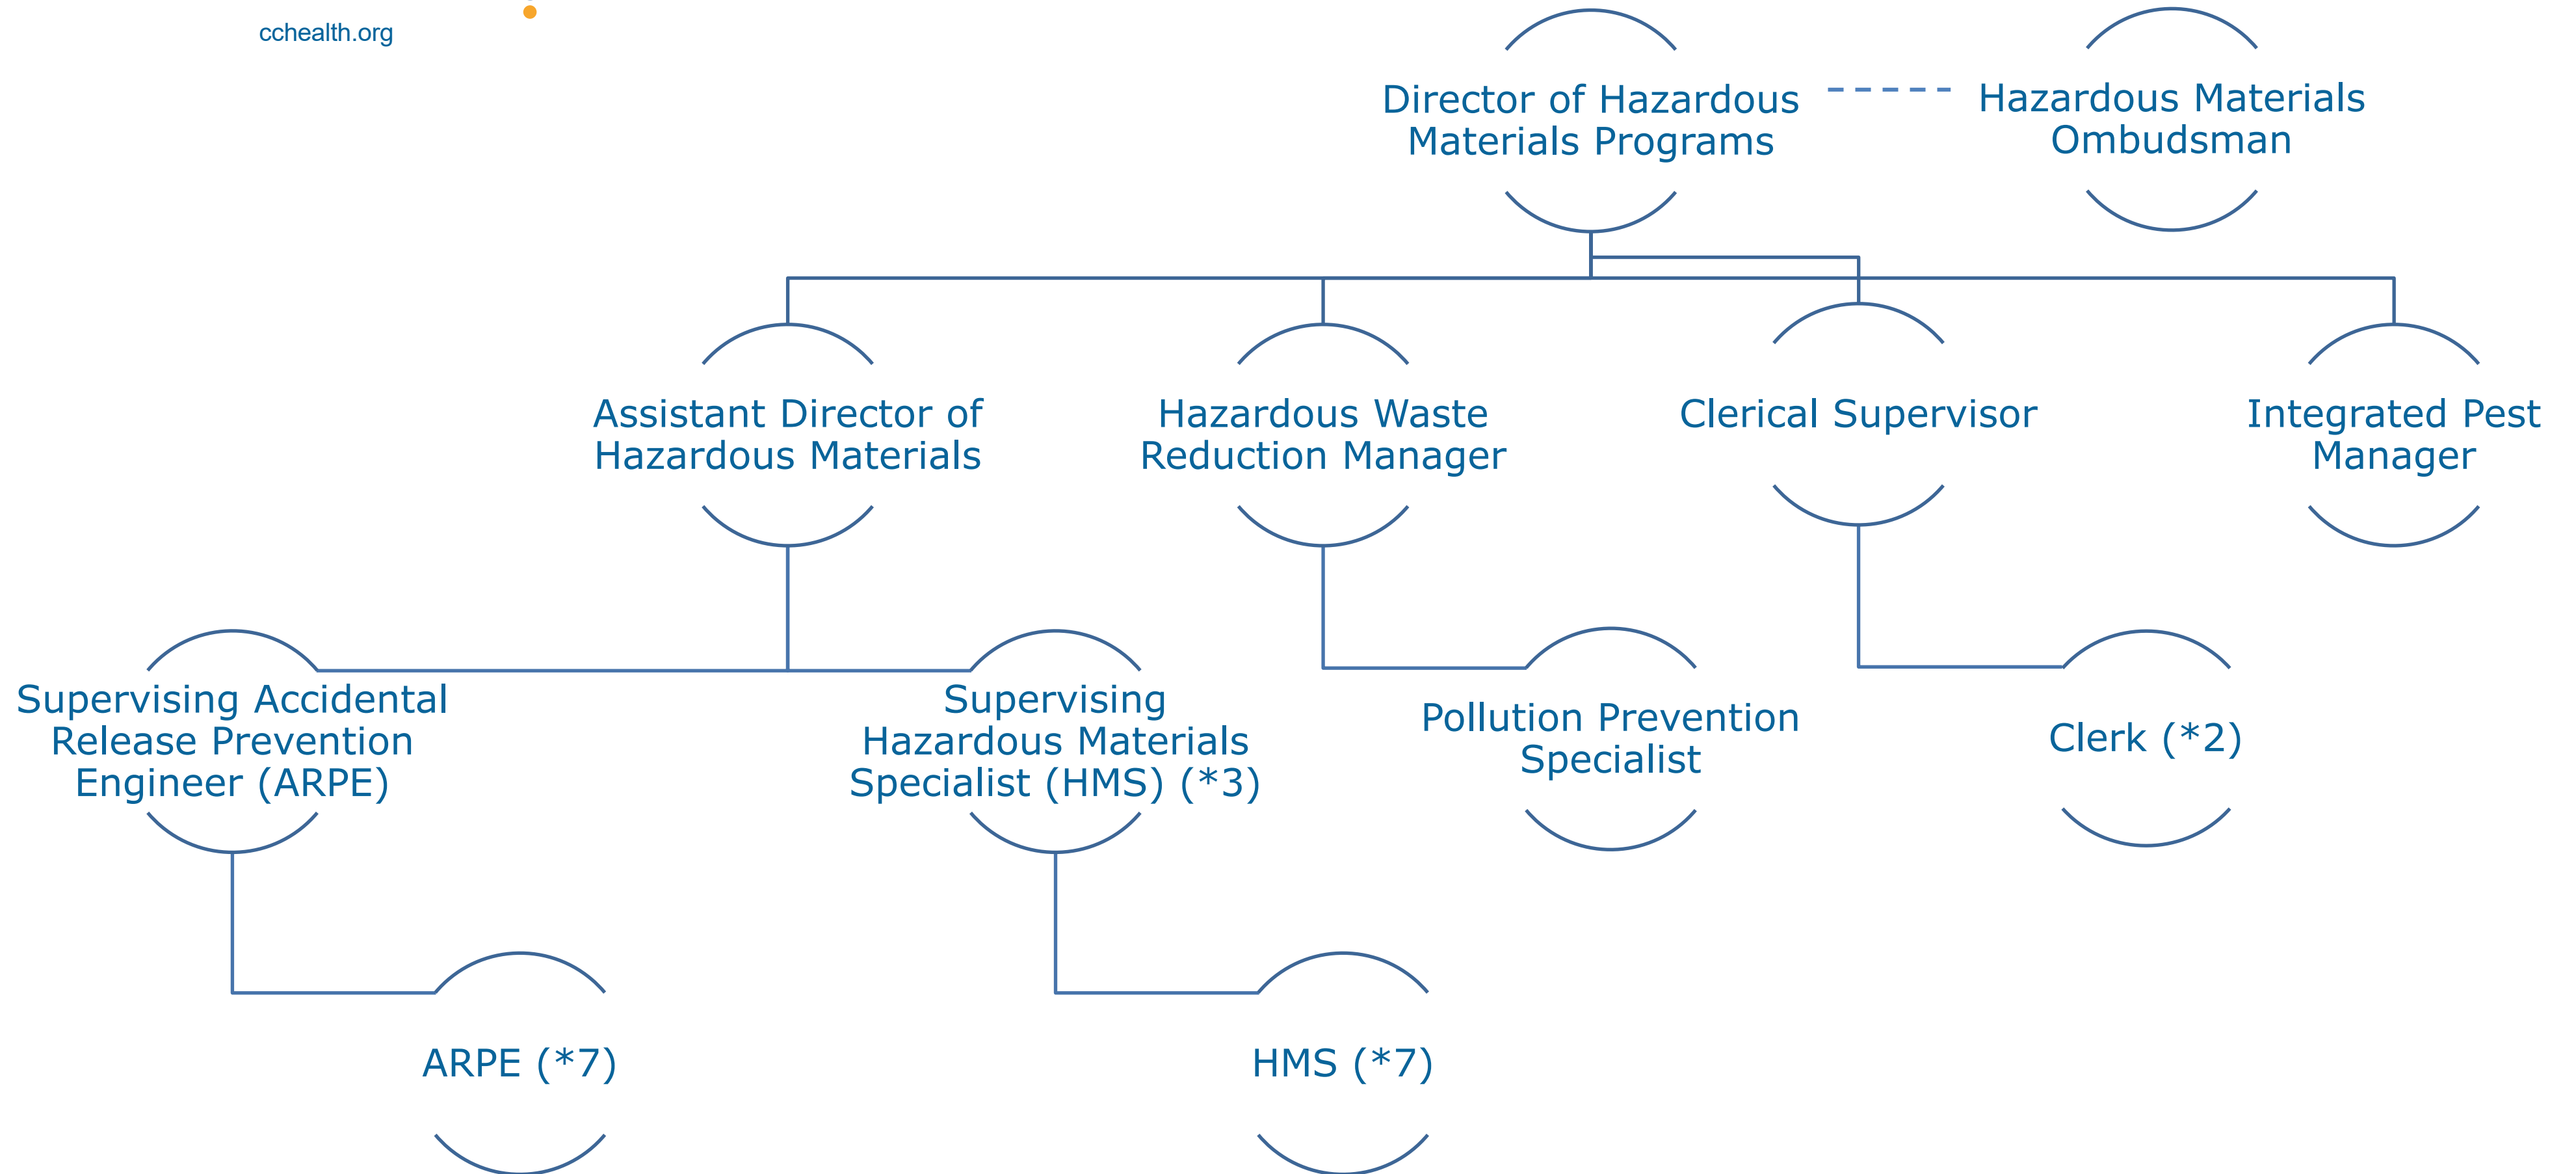 cchealth.org
Director of Hazardous
Materials Programs
Hazardous Materials
Ombudsman
Assistant Director of
Hazardous Materials
Hazardous Waste
Reduction Manager
Clerical Supervisor
Integrated Pest
Manager
Supervising Accidental
Release Prevention
Engineer (ARPE)
Supervising
Hazardous Materials
Specialist (HMS) (*3)
Pollution Prevention
Specialist
Clerk (*2)
ARPE (*7)
HMS (*7)